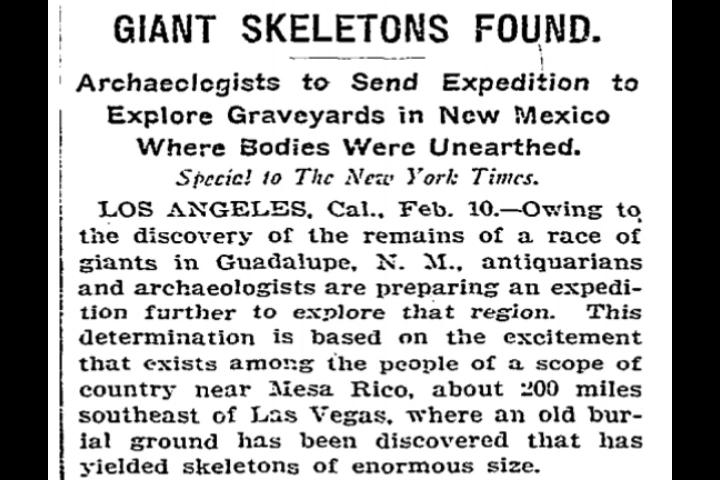 GIANT SKELETONS FOUND.
Archaeologists to Send Expedition to
Explore Graveyards in New Mexico
Where Bodies Were Unearthed.
Special to The New York Times.
LOS ANGELES, Cal., Feb. 10.—Owing to
the discovery of the remains of a race of
giants in Guadalupe, N. M., antiquarians
and archaeologists are preparing an expedi-
tion further to explore that region. This
determination is based on the excitement
that exists among the people of a scope of
country near Mesa Rico, about 200 miles
southeast of Las Vegas, where an old bur-
ial ground has been discovered that has
yielded skeletons of enormous size.